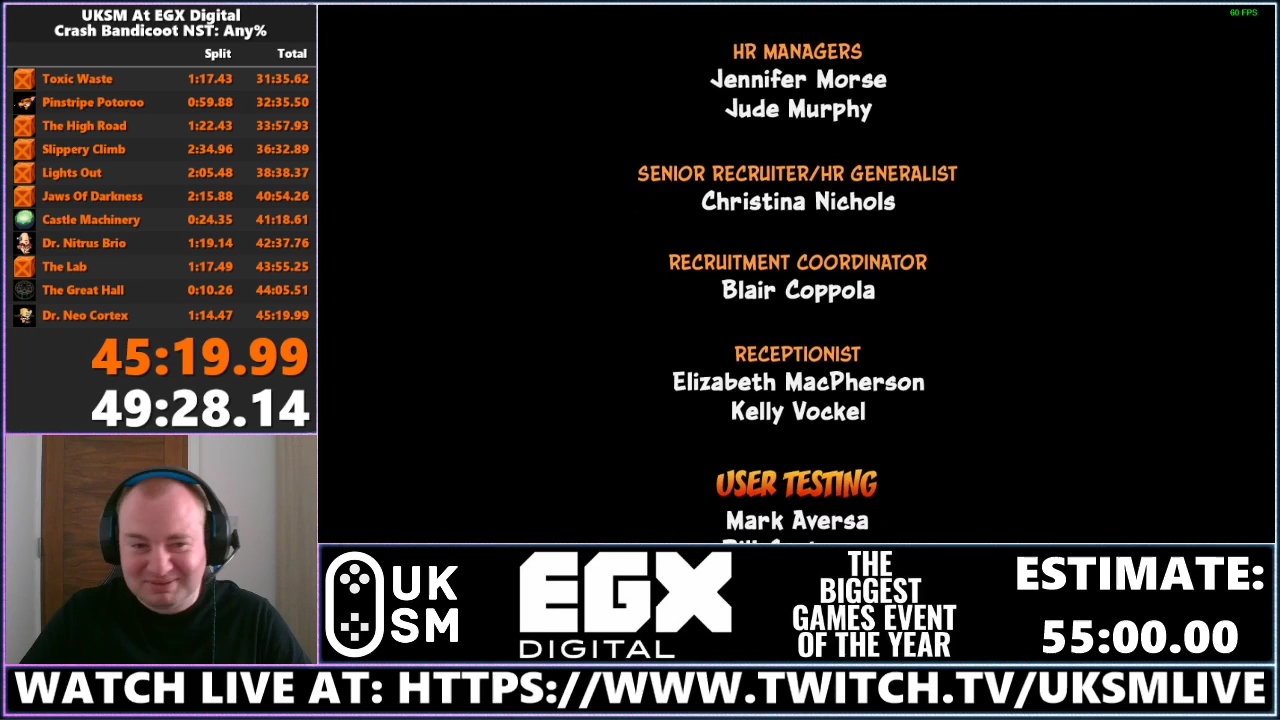 UKSM At EGX Digital
Crash Bandicoot NST: Any%
Split Total
Toxic Waste 1:17.43 31:35.62
Pinstripe Potoroo 0:59.88 32:35.50
The High Road 1:22.43 33:57.93
Slippery Climb 2:34.96 36:32.89
Lights Out 2:05.48 38:38.37
Jaws Of Darkness 2:15.88 40:54.26
Castle Machinery 0:24.35 41:18.61
Dr. Nitrus Brio 1:19.14 42:37.76
The Lab 1:17.49 43:55.25
The Great Hall 0:10.26 44:05.51
Dr. Neo Cortex 1:14.47 45:19.99
45:19.99
49:28.14
60 FPS
HR MANAGERS
Jennifer Morse
Jude Murphy
SENIOR RECRUITER/HR GENERALIST
Christina Nichols
RECRUITMENT COORDINATOR
Blair Coppola
RECEPTIONIST
Elizabeth MacPherson
Kelly Vockel
USER TESTING
Mark Aversa
UK
SM
EGX
DIGITAL
THE
BIGGEST
GAMES EVENT
OF THE YEAR
ESTIMATE:
55:00.00
WATCH LIVE AT: HTTPS://WWW.TWITCH.TV/UKSMLIVE